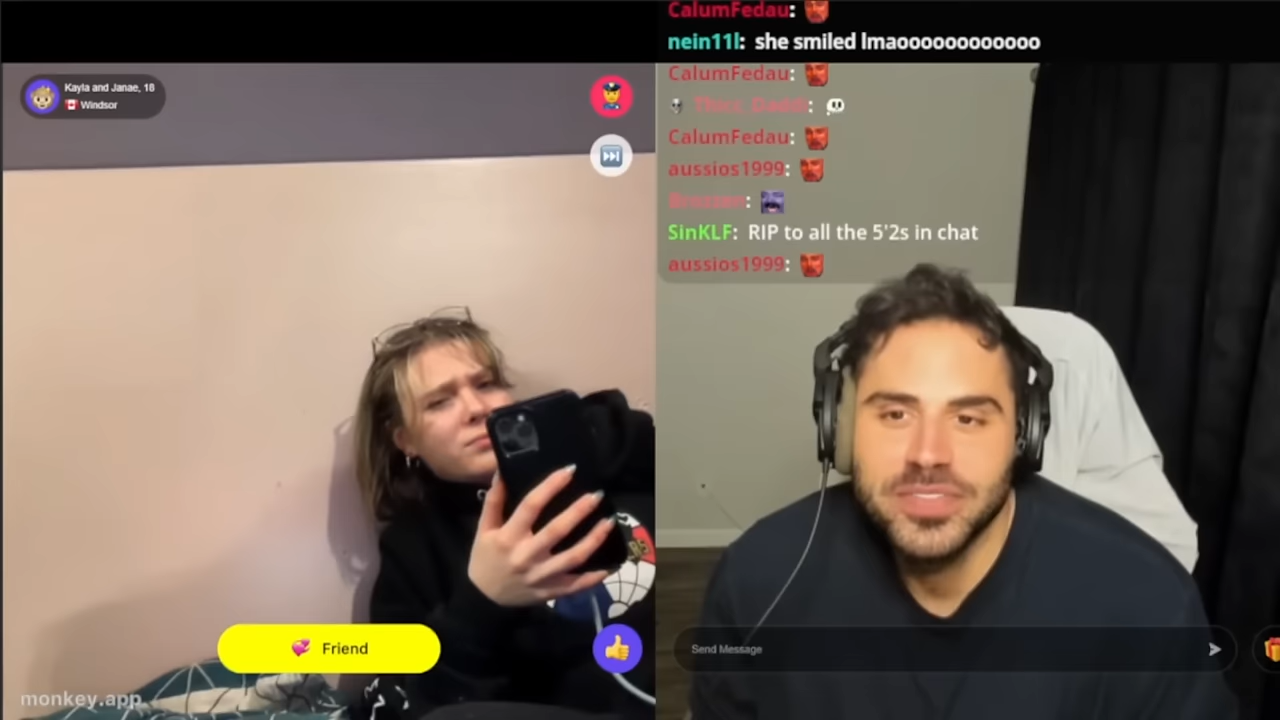 Kayla and Janae, 18
Windsor
Friend
monkey.app
CalumFedau:
nein11l: she smiled lmaooooooooooooo
CalumFedau:
CalumFedau:
aussios1999:
SinKLF: RIP to all the 5'2s in chat
aussios1999:
Send Message